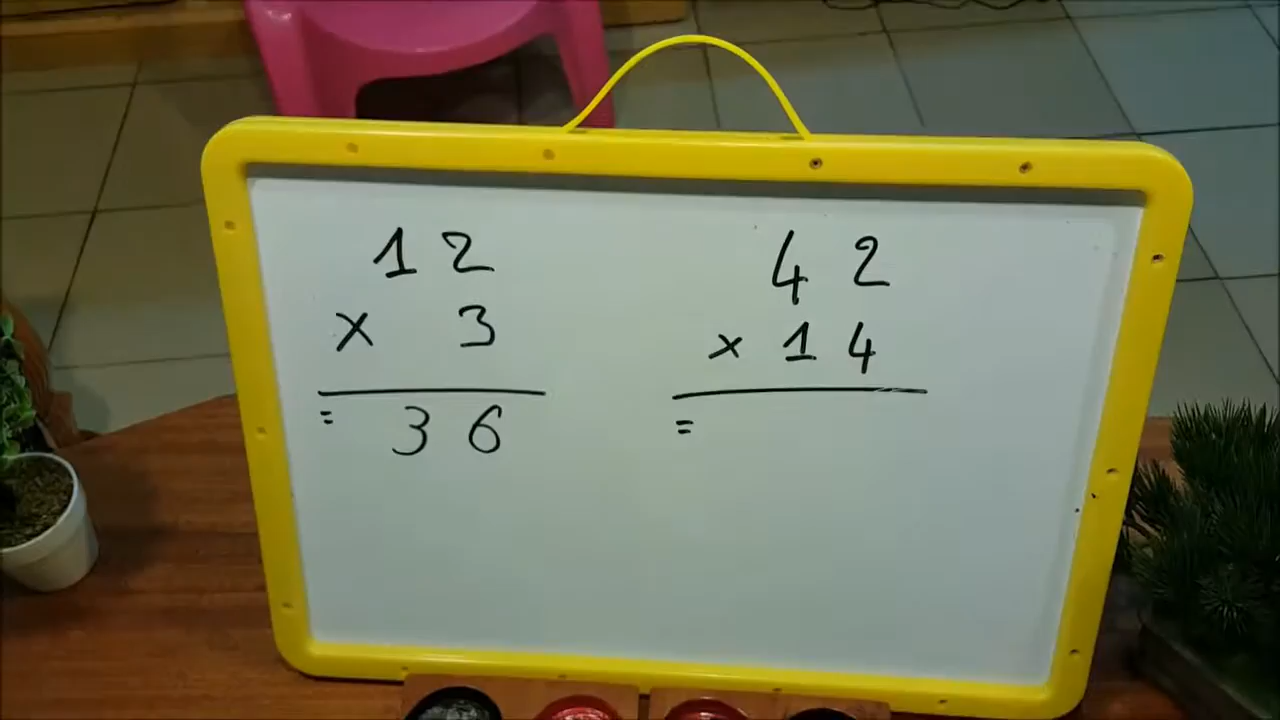 12
x 3
= 36
42
x 14
=